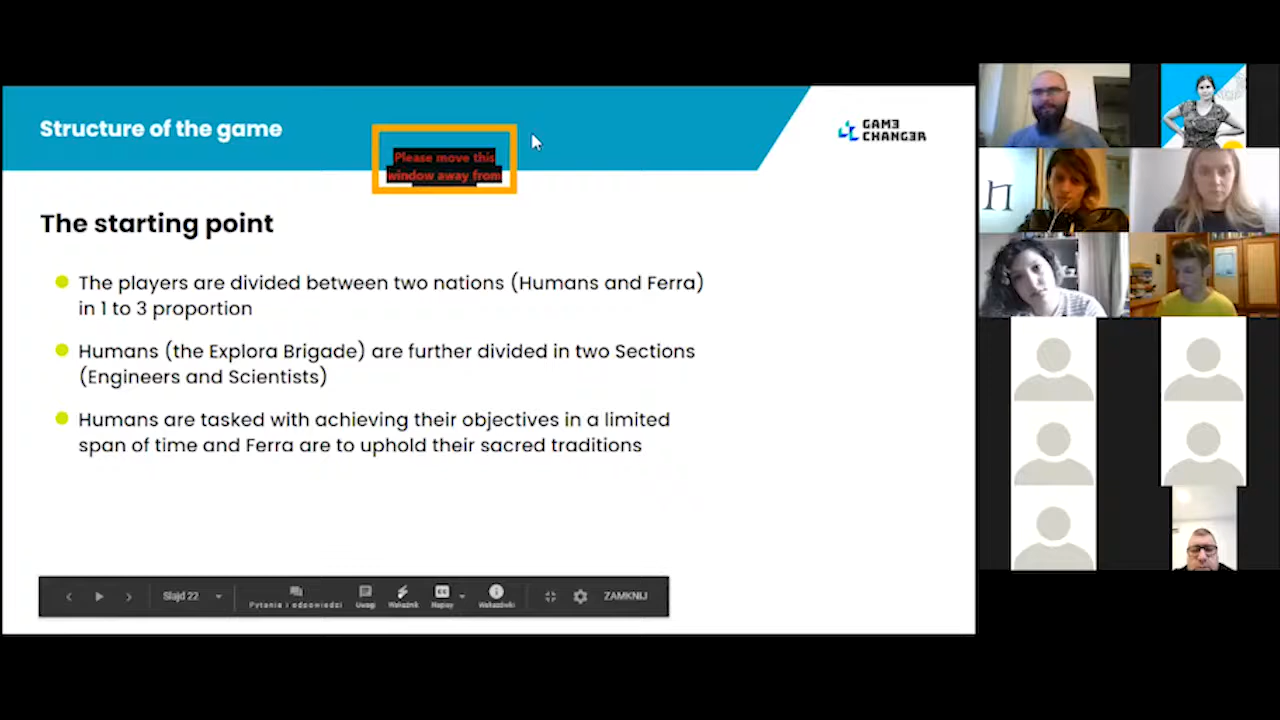 Structure of the game
GAME
CHANGER
Please move this
window away from
The starting point
The players are divided between two nations (Humans and Ferra)
in 1 to 3 proportion
Humans (the Explora Brigade) are further divided in two Sections
(Engineers and Scientists)
Humans are tasked with achieving their objectives in a limited
span of time and Ferra are to uphold their sacred traditions
Slajd 22
Pytania i odpowiedzi
Uwagi
Wskaźnik
Napisy
Wskazówki
ZAMKNIJ